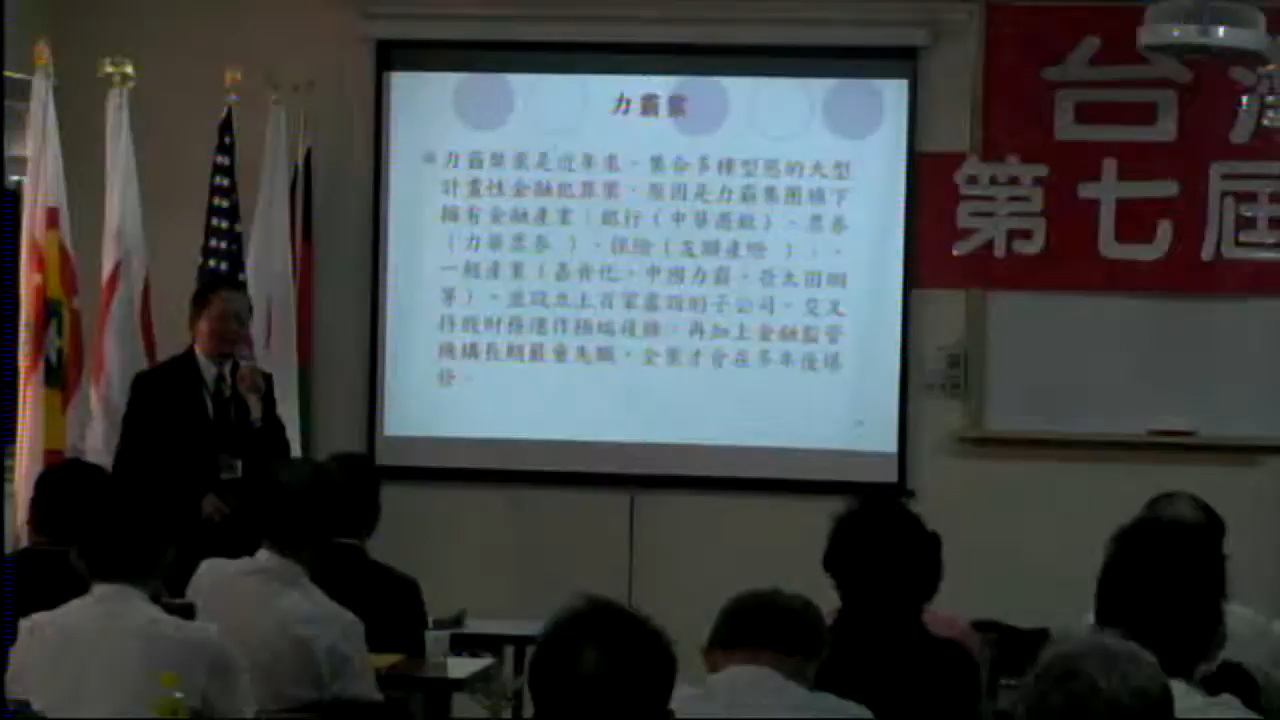 力霸案
力霸弊案是近年來,集合多種型態的大型
計畫性金融犯罪案,原因是力霸集團旗下
擁有金融產業:銀行(中華商銀)、票券
(力華票券)、保險(友聯產險)...
一般產業(嘉食化、中國力霸、亞太固網
等),並設立上百家虛設的子公司,交叉
持股財務運作極端複雜,再加上金融監管
機構長期嚴重失職,全案才會在多年後爆
發。
台灣
第七屆